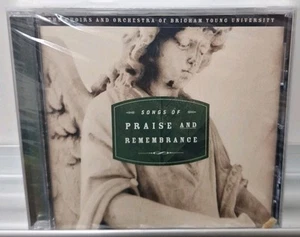 CHOIRS AND ORCHESTRA OF BRIGHAM YOUNG UNIVERSITY
SONGS OF
PRAISE AND
REMEMBRANCE